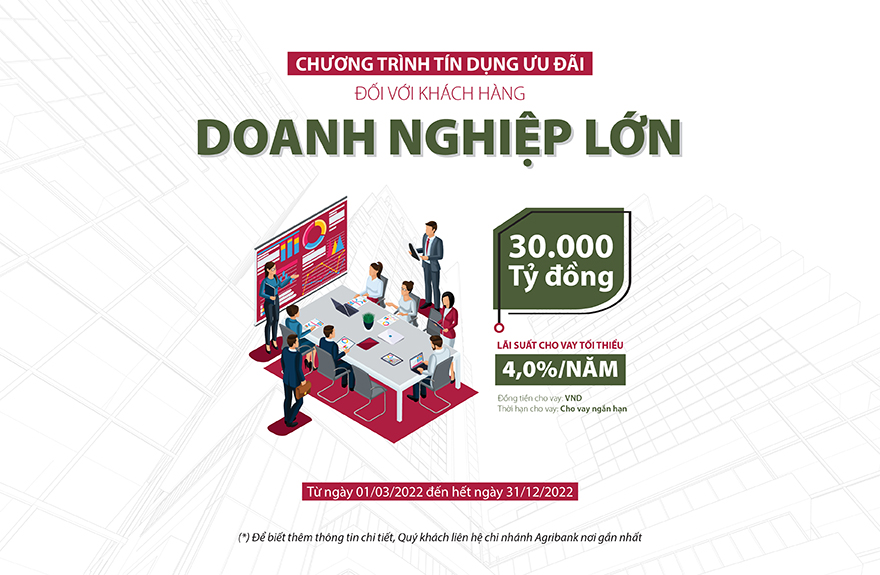 CHƯƠNG TRÌNH TÍN DỤNG ƯU ĐÃI
ĐỐI VỚI KHÁCH HÀNG
DOANH NGHIỆP LỚN
30.000
Tỷ đồng
LÃI SUẤT CHO VAY TỐI THIỂU
4,0%/NĂM
Đồng tiền cho vay: VND
Thời hạn cho vay: Cho vay ngắn hạn
Từ ngày 01/03/2022 đến hết ngày 31/12/2022
(*) Để biết thêm thông tin chi tiết, Quý khách liên hệ chi nhánh Agribank nơi gần nhất